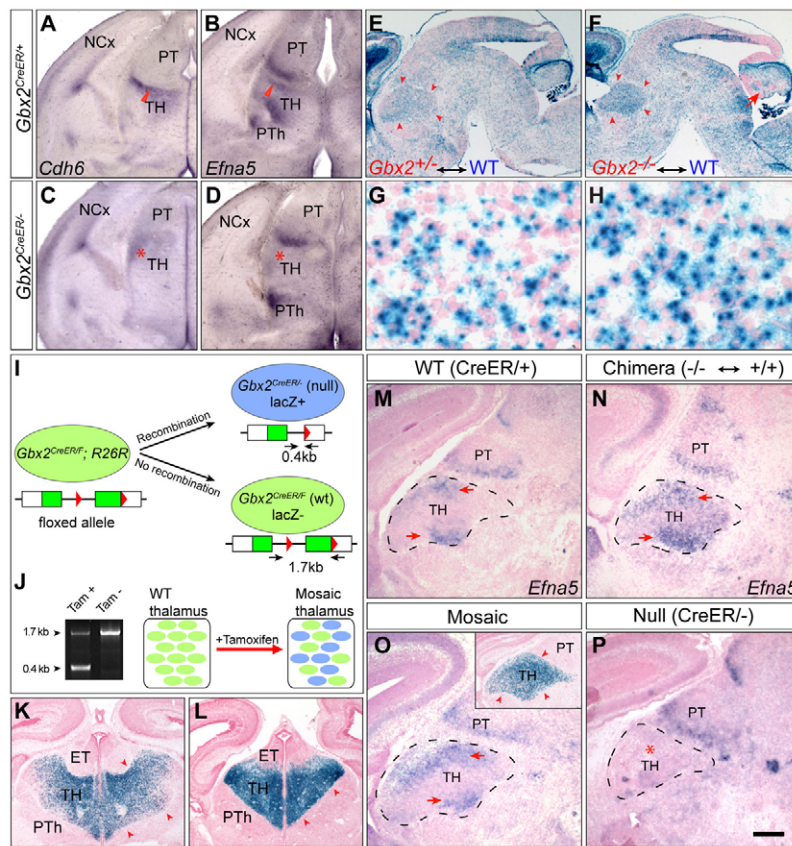 Gbx2CreER/+
A
NCx
PT
TH
Cdh6
B
NCx
PT
TH
PTh
Efna5
E
Gbx2+/- ↔ WT
F
Gbx2-/- ↔ WT
Gbx2CreER/-
C
NCx
PT
TH
*
D
NCx
PT
TH
*
PTh
G
H
I
Gbx2CreER/F; R26R
floxed allele
Recombination
No recombination
Gbx2CreER/- (null)
lacZ+
0.4kb
Gbx2CreER/F (wt)
lacZ-
1.7kb
WT (CreER/+)
M
PT
TH
Efna5
Chimera (-/- ↔ +/+)
N
PT
TH
Efna5
J
Tam +
Tam -
1.7 kb
0.4 kb
WT
thalamus
+Tamoxifen
Mosaic
thalamus
K
ET
TH
PTh
L
ET
TH
PTh
Mosaic
O
PT
TH
PT
TH
Null (CreER/-)
P
PT
*
TH